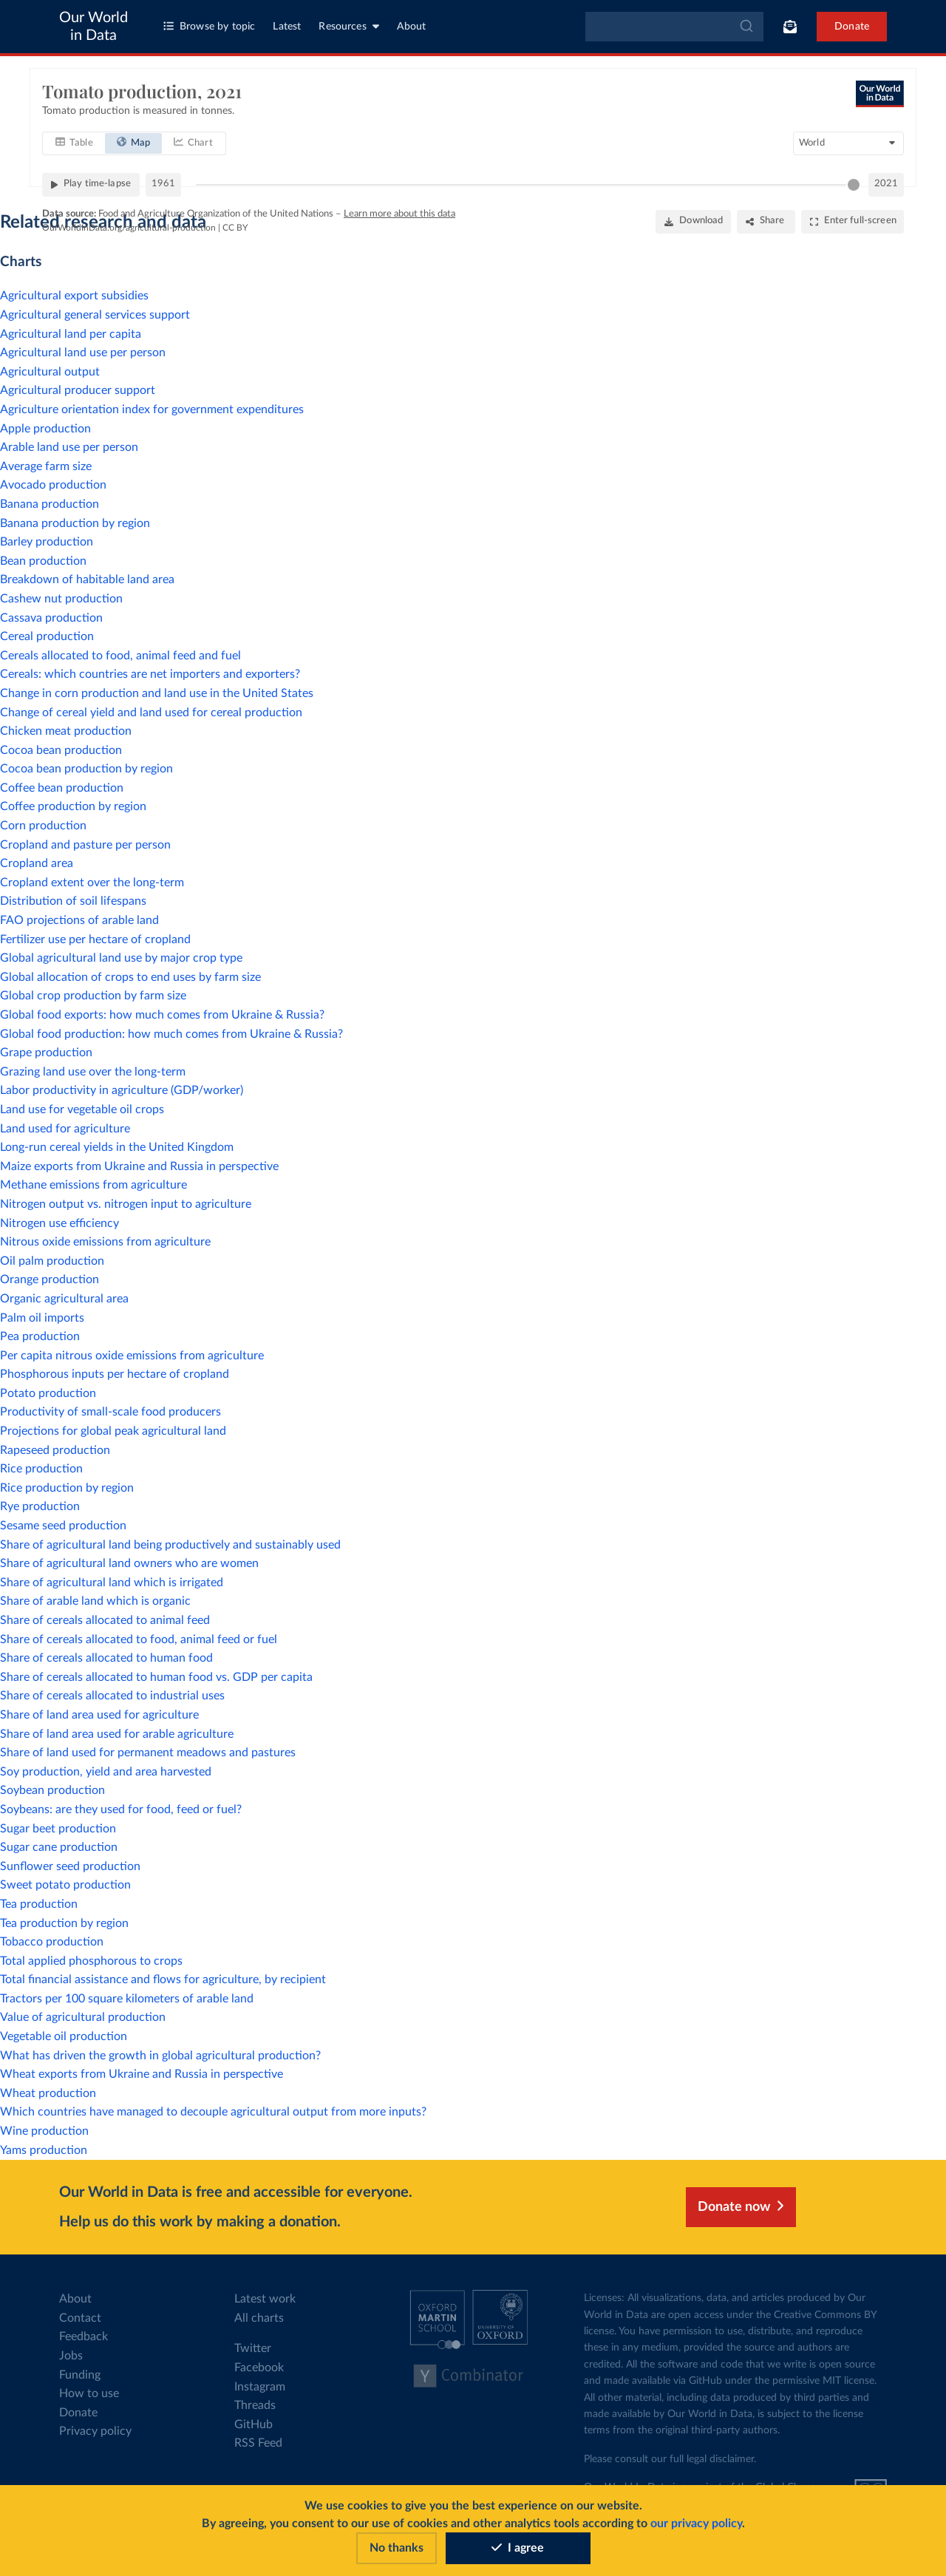 Our World
in Data
Browse by topic
Latest
Resources
About
Donate
Tomato production, 2021
Tomato production is measured in tonnes.
Our World
in Data
Table
Map
Chart
World
Play time-lapse
1961
2021
Data source: Food and Agriculture Organization of the United Nations – Learn more about this data
OurWorldInData.org/agricultural-production | CC BY
Download
Share
Enter full-screen
Related research and data
Charts
Agricultural export subsidies
Agricultural general services support
Agricultural land per capita
Agricultural land use per person
Agricultural output
Agricultural producer support
Agriculture orientation index for government expenditures
Apple production
Arable land use per person
Average farm size
Avocado production
Banana production
Banana production by region
Barley production
Bean production
Breakdown of habitable land area
Cashew nut production
Cassava production
Cereal production
Cereals allocated to food, animal feed and fuel
Cereals: which countries are net importers and exporters?
Change in corn production and land use in the United States
Change of cereal yield and land used for cereal production
Chicken meat production
Cocoa bean production
Cocoa bean production by region
Coffee bean production
Coffee production by region
Corn production
Cropland and pasture per person
Cropland area
Cropland extent over the long-term
Distribution of soil lifespans
FAO projections of arable land
Fertilizer use per hectare of cropland
Global agricultural land use by major crop type
Global allocation of crops to end uses by farm size
Global crop production by farm size
Global food exports: how much comes from Ukraine & Russia?
Global food production: how much comes from Ukraine & Russia?
Grape production
Grazing land use over the long-term
Labor productivity in agriculture (GDP/worker)
Land use for vegetable oil crops
Land used for agriculture
Long-run cereal yields in the United Kingdom
Maize exports from Ukraine and Russia in perspective
Methane emissions from agriculture
Nitrogen output vs. nitrogen input to agriculture
Nitrogen use efficiency
Nitrous oxide emissions from agriculture
Oil palm production
Orange production
Organic agricultural area
Palm oil imports
Pea production
Per capita nitrous oxide emissions from agriculture
Phosphorous inputs per hectare of cropland
Potato production
Productivity of small-scale food producers
Projections for global peak agricultural land
Rapeseed production
Rice production
Rice production by region
Rye production
Sesame seed production
Share of agricultural land being productively and sustainably used
Share of agricultural land owners who are women
Share of agricultural land which is irrigated
Share of arable land which is organic
Share of cereals allocated to animal feed
Share of cereals allocated to food, animal feed or fuel
Share of cereals allocated to human food
Share of cereals allocated to human food vs. GDP per capita
Share of cereals allocated to industrial uses
Share of land area used for agriculture
Share of land area used for arable agriculture
Share of land used for permanent meadows and pastures
Soy production, yield and area harvested
Soybean production
Soybeans: are they used for food, feed or fuel?
Sugar beet production
Sugar cane production
Sunflower seed production
Sweet potato production
Tea production
Tea production by region
Tobacco production
Total applied phosphorous to crops
Total financial assistance and flows for agriculture, by recipient
Tractors per 100 square kilometers of arable land
Value of agricultural production
Vegetable oil production
What has driven the growth in global agricultural production?
Wheat exports from Ukraine and Russia in perspective
Wheat production
Which countries have managed to decouple agricultural output from more inputs?
Wine production
Yams production
Our World in Data is free and accessible for everyone.
Help us do this work by making a donation.
Donate now
About
Contact
Feedback
Jobs
Funding
How to use
Donate
Privacy policy
Latest work
All charts
Twitter
Facebook
Instagram
Threads
GitHub
RSS Feed
OXFORD
MARTIN
SCHOOL
UNIVERSITY OF
OXFORD
Y Combinator
Licenses: All visualizations, data, and articles produced by Our
World in Data are open access under the Creative Commons BY
license. You have permission to use, distribute, and reproduce
these in any medium, provided the source and authors are
credited. All the software and code that we write is open source
and made available via GitHub under the permissive MIT license.
All other material, including data produced by third parties and
made available by Our World in Data, is subject to the license
terms from the original third-party authors.
Please consult our full legal disclaimer.
We use cookies to give you the best experience on our website.
By agreeing, you consent to our use of cookies and other analytics tools according to our privacy policy.
No thanks
I agree